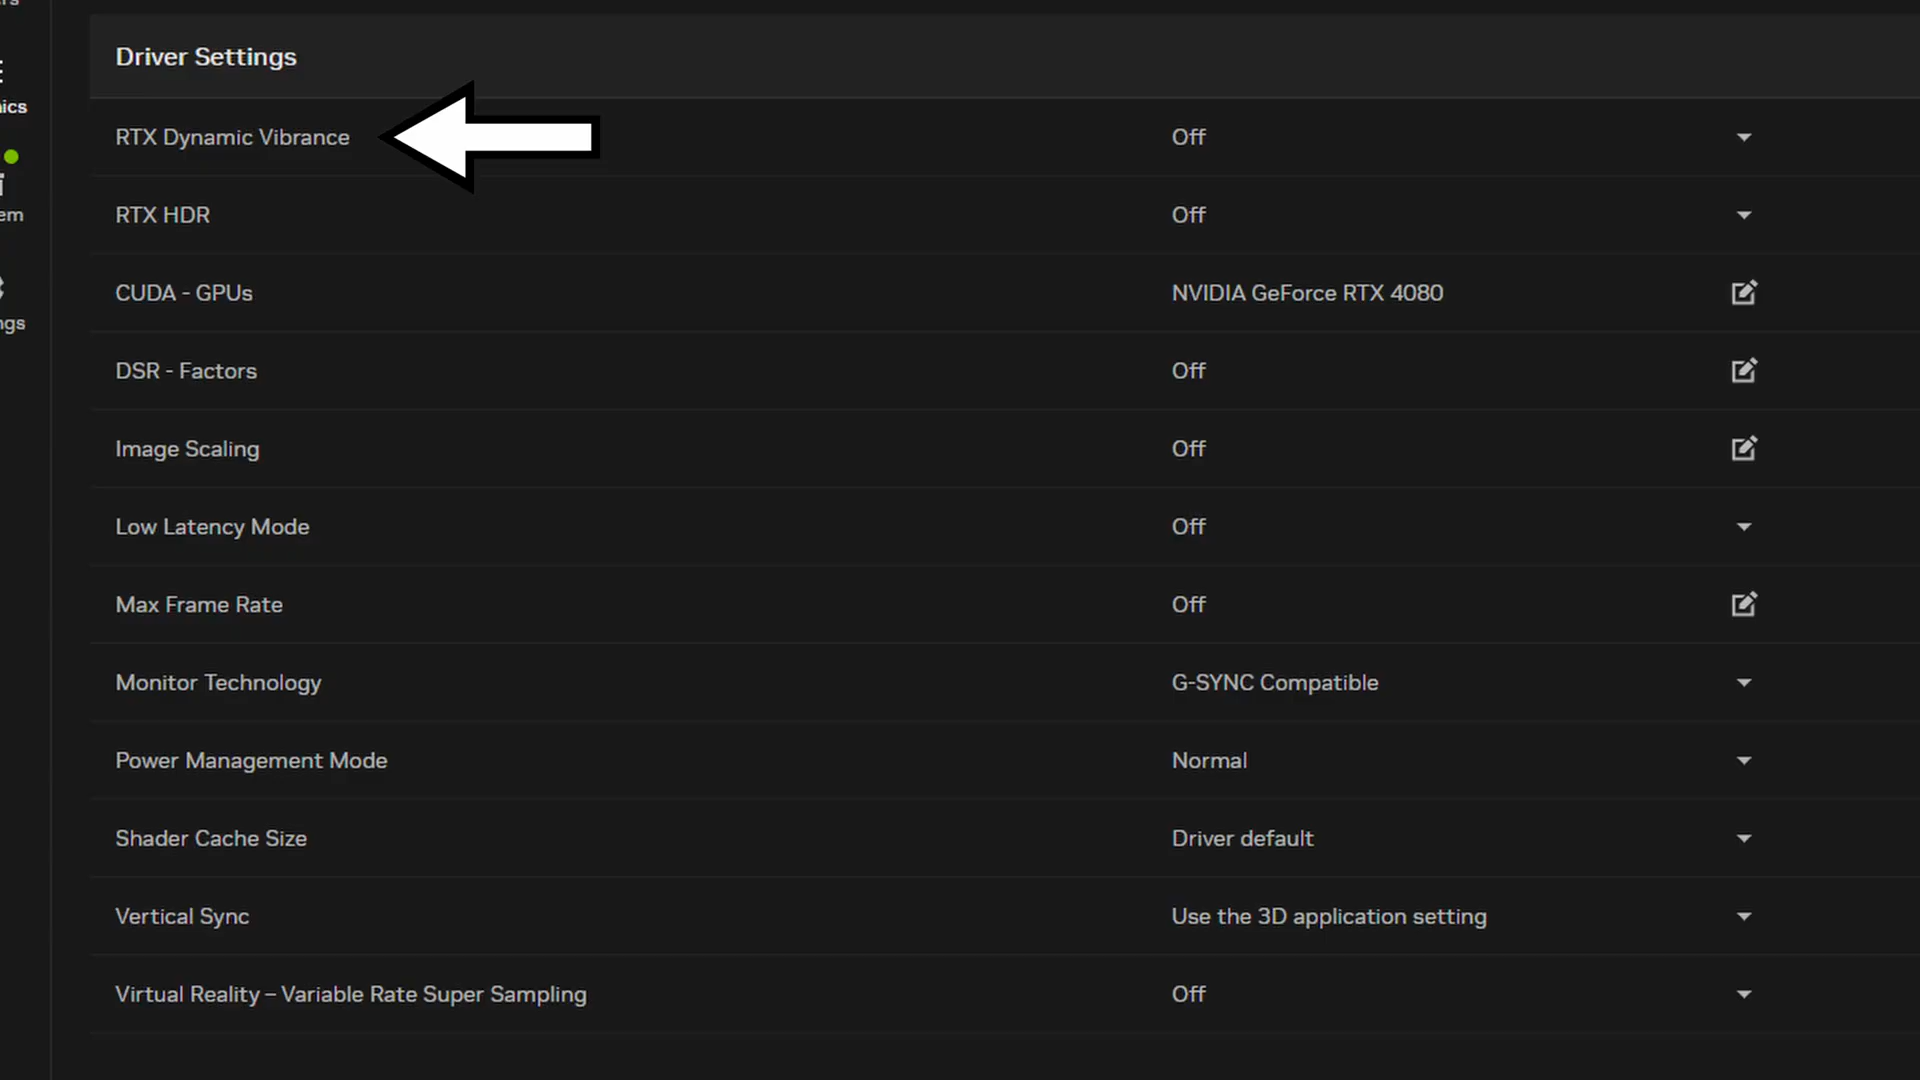 Driver Settings
RTX Dynamic Vibrance Off
RTX HDR Off
CUDA - GPUs NVIDIA GeForce RTX 4080
DSR - Factors Off
Image Scaling Off
Low Latency Mode Off
Max Frame Rate Off
Monitor Technology G-SYNC Compatible
Power Management Mode Normal
Shader Cache Size Driver default
Vertical Sync Use the 3D application setting
Virtual Reality – Variable Rate Super Sampling Off